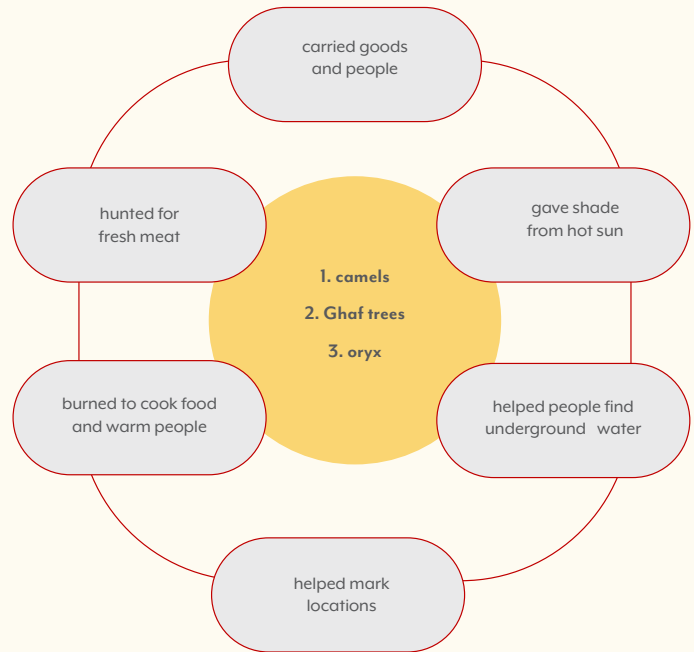 carried goods
and people
hunted for
fresh meat
gave shade
from hot sun
1. camels
2. Ghaf trees
3. oryx
burned to cook food
and warm people
helped people find
underground water
helped mark
locations